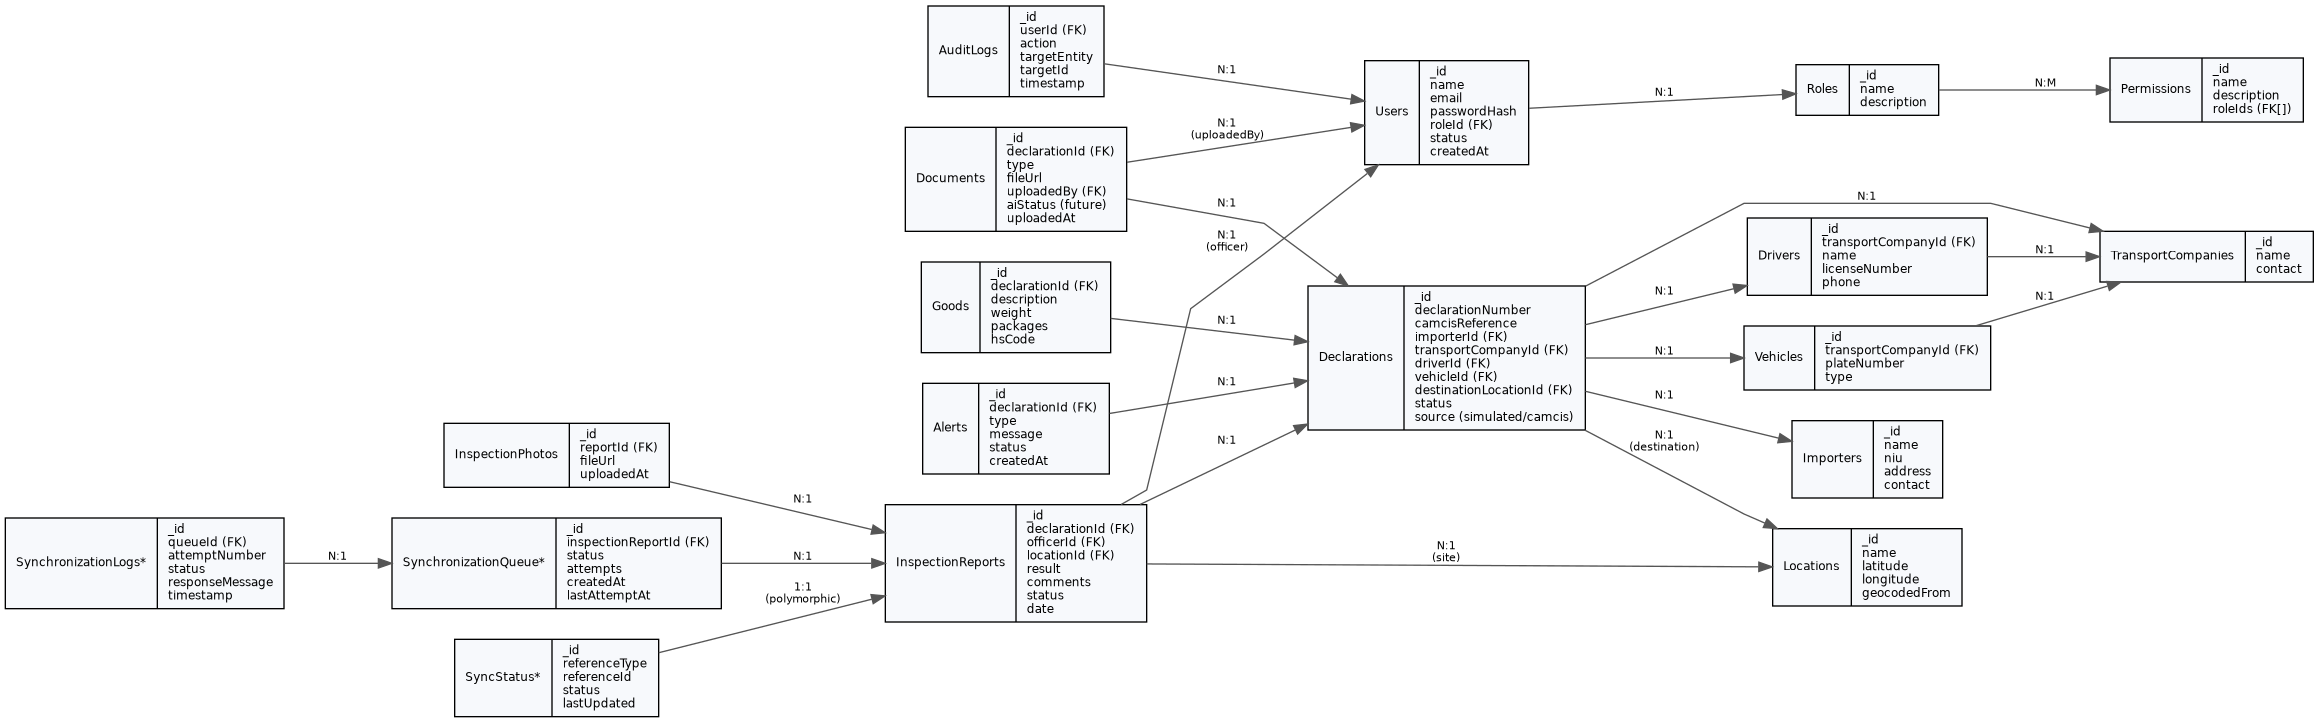 AuditLogs
_id
userId (FK)
action
targetEntity
targetId
timestamp
N:1
Documents
_id
declarationId (FK)
type
fileUrl
uploadedBy (FK)
aiStatus (future)
uploadedAt
N:1
(uploadedBy)
N:1
N:1
(officer)
Goods
_id
declarationId (FK)
description
weight
packages
hsCode
N:1
Alerts
_id
declarationId (FK)
type
message
status
createdAt
N:1
N:1
InspectionPhotos
_id
reportId (FK)
fileUrl
uploadedAt
N:1
SynchronizationLogs*
_id
queueId (FK)
attemptNumber
status
responseMessage
timestamp
N:1
SynchronizationQueue*
_id
inspectionReportId (FK)
status
attempts
createdAt
lastAttemptAt
N:1
1:1
(polymorphic)
SyncStatus*
_id
referenceType
referenceId
status
lastUpdated
InspectionReports
_id
declarationId (FK)
officerId (FK)
locationId (FK)
result
comments
status
date
N:1
(site)
Users
_id
name
email
passwordHash
roleId (FK)
status
createdAt
N:1
Roles
_id
name
description
N:M
Permissions
_id
name
description
roleIds (FK[])
Declarations
_id
declarationNumber
camcisReference
importerId (FK)
transportCompanyId (FK)
driverId (FK)
vehicleId (FK)
destinationLocationId (FK)
status
source (simulated/camcis)
N:1
N:1
N:1
N:1
N:1
(destination)
Drivers
_id
transportCompanyId (FK)
name
licenseNumber
phone
N:1
Vehicles
_id
transportCompanyId (FK)
plateNumber
type
N:1
TransportCompanies
_id
name
contact
Importers
_id
name
niu
address
contact
Locations
_id
name
latitude
longitude
geocodedFrom